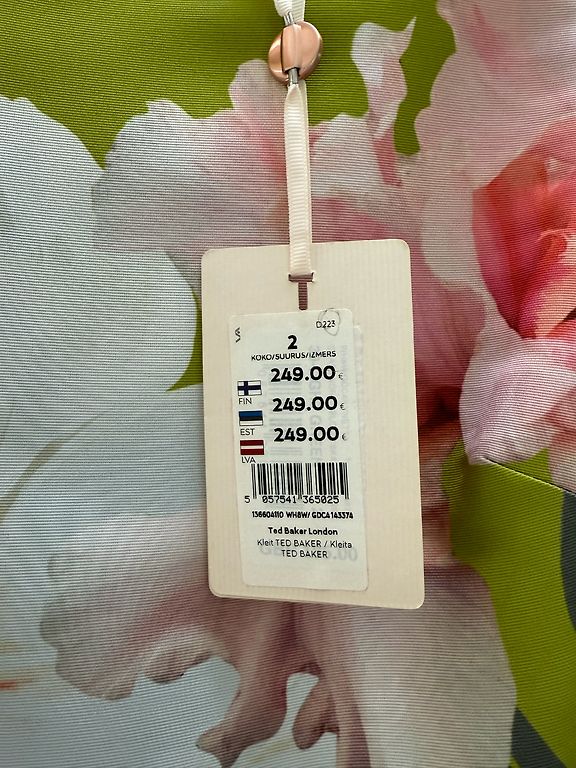 D223
2
KOKO/SUURUS/IZMERS
249.00 €
FIN
249.00 €
EST
249.00 €
LVA
5 057541 365025
136604110 WH8W/ GDCA143374
Ted Baker London
Kleit TED BAKER / Kleita
TED BAKER